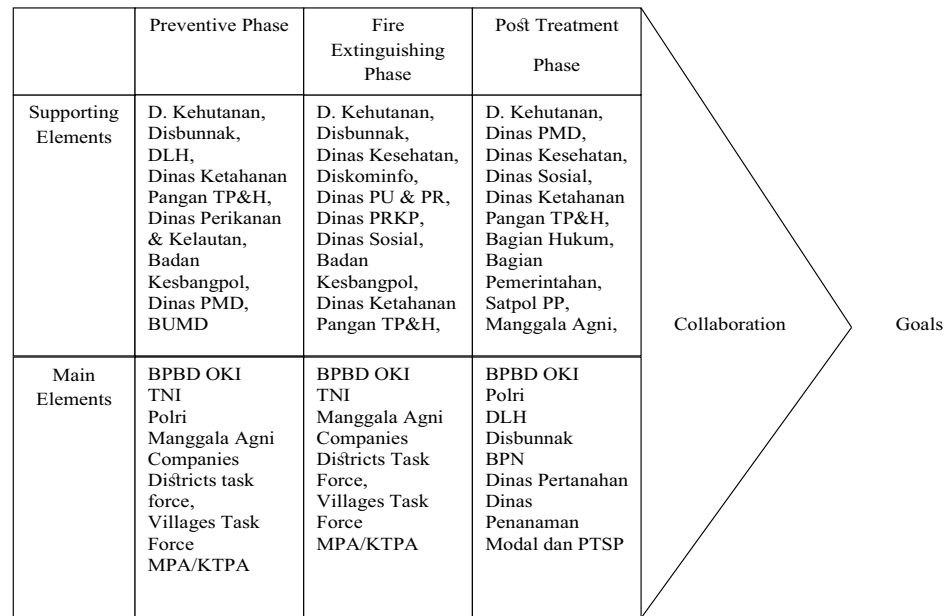 Preventive Phase
Fire
Extinguishing
Phase
Post Treatment
Phase
Supporting
Elements
D. Kehutanan,
Disbunnak,
DLH,
Dinas Ketahanan
Pangan TP&H,
Dinas Perikanan
& Kelautan,
Badan
Kesbangpol,
Dinas PMD,
BUMD
D. Kehutanan,
Disbunnak,
Dinas Kesehatan,
Diskominfo,
Dinas PU & PR,
Dinas PRKP,
Dinas Sosial,
Badan
Kesbangpol,
Dinas Ketahanan
Pangan TP&H,
D. Kehutanan,
Dinas PMD,
Dinas Kesehatan,
Dinas Sosial,
Dinas Ketahanan
Pangan TP&H,
Bagian Hukum,
Bagian
Pemerintahan,
Satpol PP,
Manggala Agni,
Main
Elements
BPBD OKI
TNI
Polri
Manggala Agni
Companies
Districts task
force,
Villages Task
Force
MPA/KTPA
BPBD OKI
TNI
Manggala Agni
Companies
Districts Task
Force,
Villages Task
Force
MPA/KTPA
BPBD OKI
Polri
DLH
Disbunnak
BPN
Dinas Pertanahan
Dinas
Penanaman
Modal dan PTSP
Collaboration
Goals